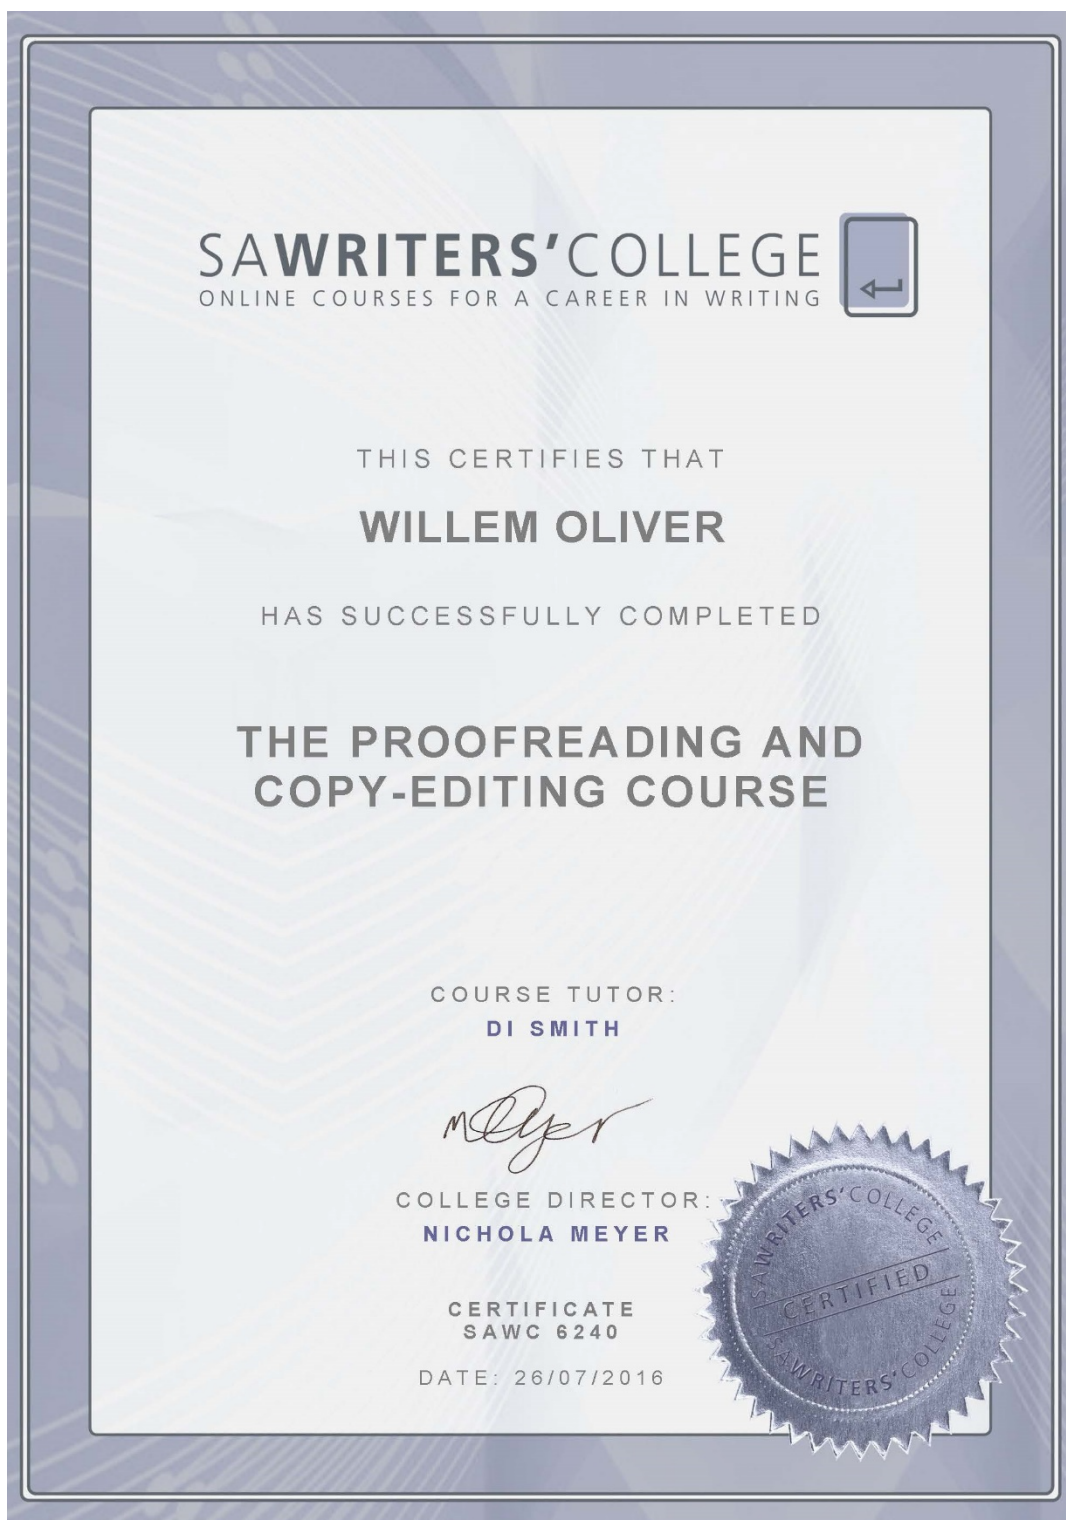 SAWRITERS'COLLEGE
ONLINE COURSES FOR A CAREER IN WRITING
THIS CERTIFIES THAT
WILLEM OLIVER
HAS SUCCESSFULLY COMPLETED
THE PROOFREADING AND
COPY-EDITING COURSE
COURSE TUTOR:
DI SMITH
meyer
COLLEGE DIRECTOR:
NICHOLA MEYER
CERTIFICATE
SAWC 6240
DATE: 26/07/2016
SAWRITERS'COLLEGE
CERTIFIED
SAWRITERS'COLLEGE